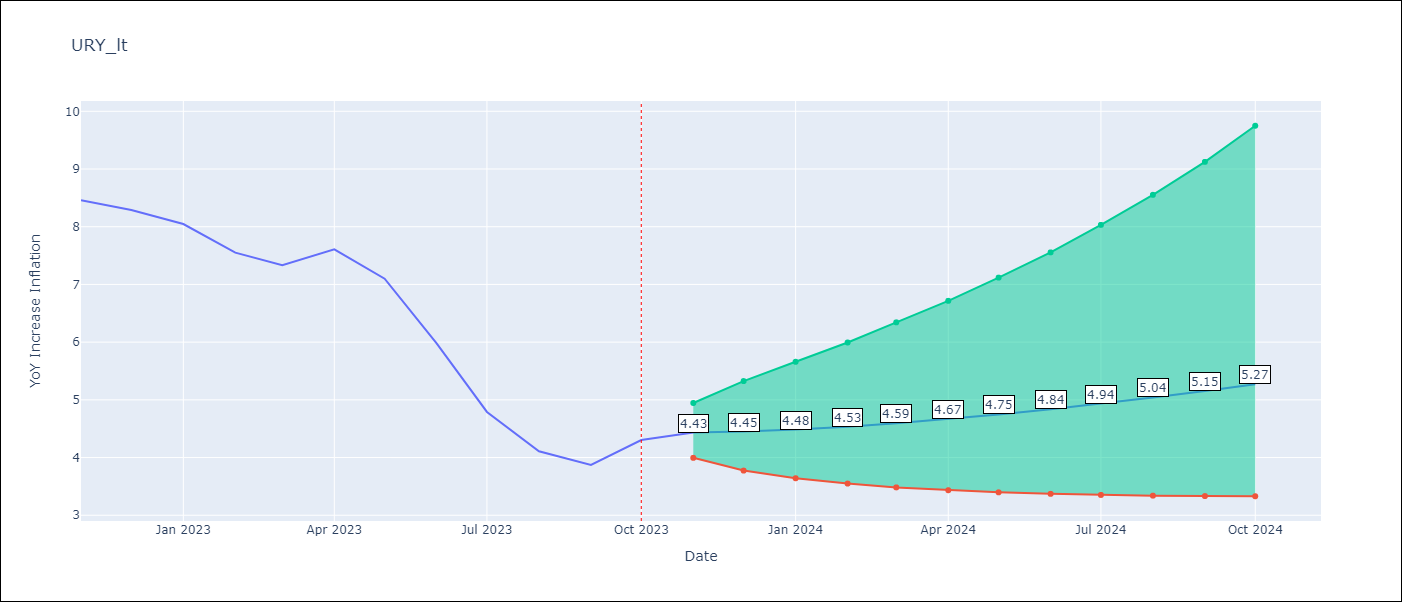 URY_lt
YoY Increase Inflation
10
9
8
7
6
5
4
3
4.43
4.45
4.48
4.53
4.59
4.67
4.75
4.84
4.94
5.04
5.15
5.27
Jan 2023
Apr 2023
Jul 2023
Oct 2023
Jan 2024
Apr 2024
Jul 2024
Oct 2024
Date